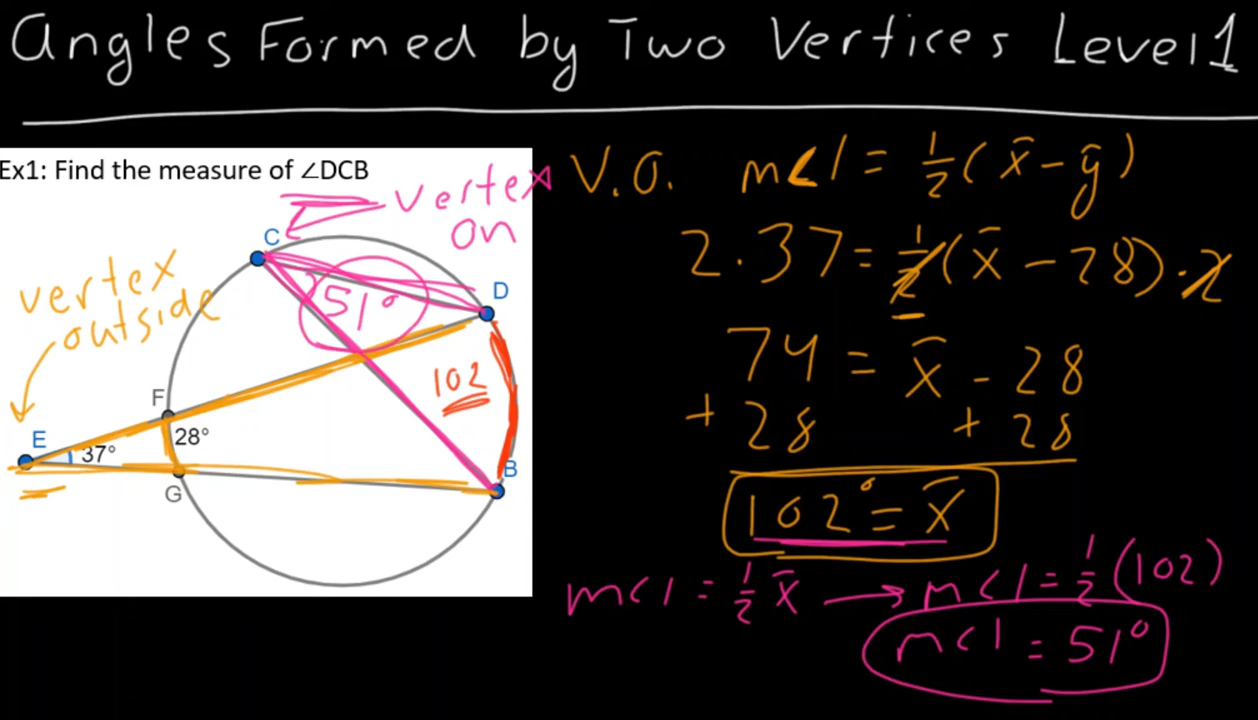 Angles Formed by Two Vertices Level 1
Ex1: Find the measure of ∠DCB
vertex
on
C
D
51°
vertex
outside
102
F
28°
E
37°
G
B
V.O. m∠1 = 1/2(x̄ - ȳ)
2·37 = 1/2(x̄ - 28)·2
74 = x̄ - 28
+28 +28
102° = x̄
m∠1 = 1/2 x̄ → m∠1 = 1/2(102)
m∠1 = 51°